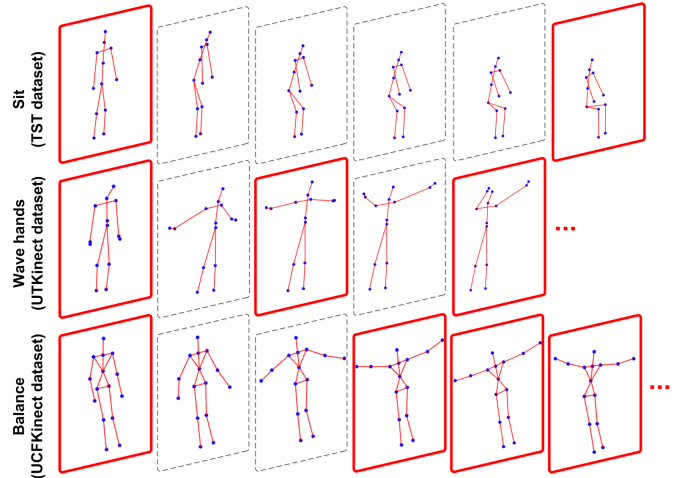 Sit
(TST dataset)
Wave hands
(UTKinect dataset)
...
Balance
(UCFKinect dataset)
...